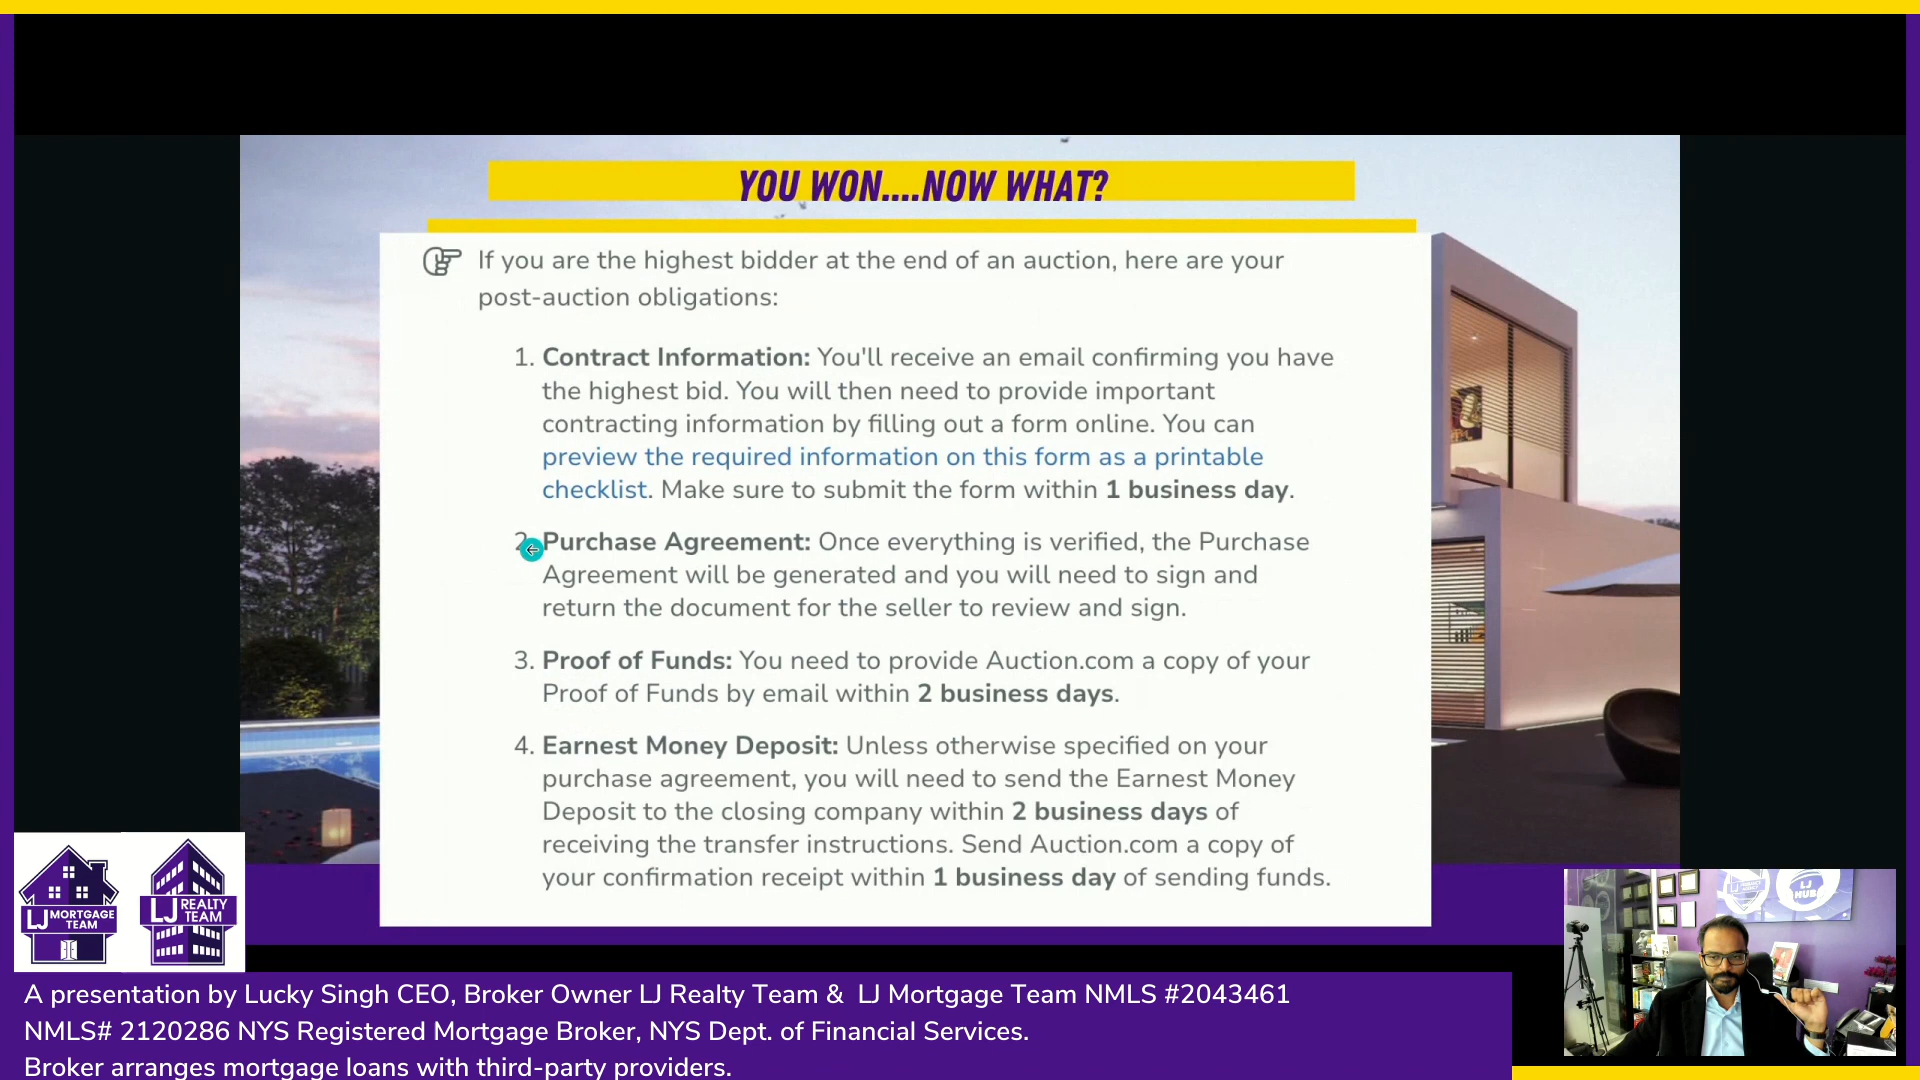 YOU WON....NOW WHAT?
If you are the highest bidder at the end of an auction, here are your
post-auction obligations:
1. Contract Information: You'll receive an email confirming you have
the highest bid. You will then need to provide important
contracting information by filling out a form online. You can
preview the required information on this form as a printable
checklist. Make sure to submit the form within 1 business day.
2. Purchase Agreement: Once everything is verified, the Purchase
Agreement will be generated and you will need to sign and
return the document for the seller to review and sign.
3. Proof of Funds: You need to provide Auction.com a copy of your
Proof of Funds by email within 2 business days.
4. Earnest Money Deposit: Unless otherwise specified on your
purchase agreement, you will need to send the Earnest Money
Deposit to the closing company within 2 business days of
receiving the transfer instructions. Send Auction.com a copy of
your confirmation receipt within 1 business day of sending funds.
LJ MORTGAGE
TEAM
LJ REALTY
TEAM
LJ
HUB
A presentation by Lucky Singh CEO, Broker Owner LJ Realty Team & LJ Mortgage Team NMLS #2043461
NMLS# 2120286 NYS Registered Mortgage Broker, NYS Dept. of Financial Services.
Broker arranges mortgage loans with third-party providers.